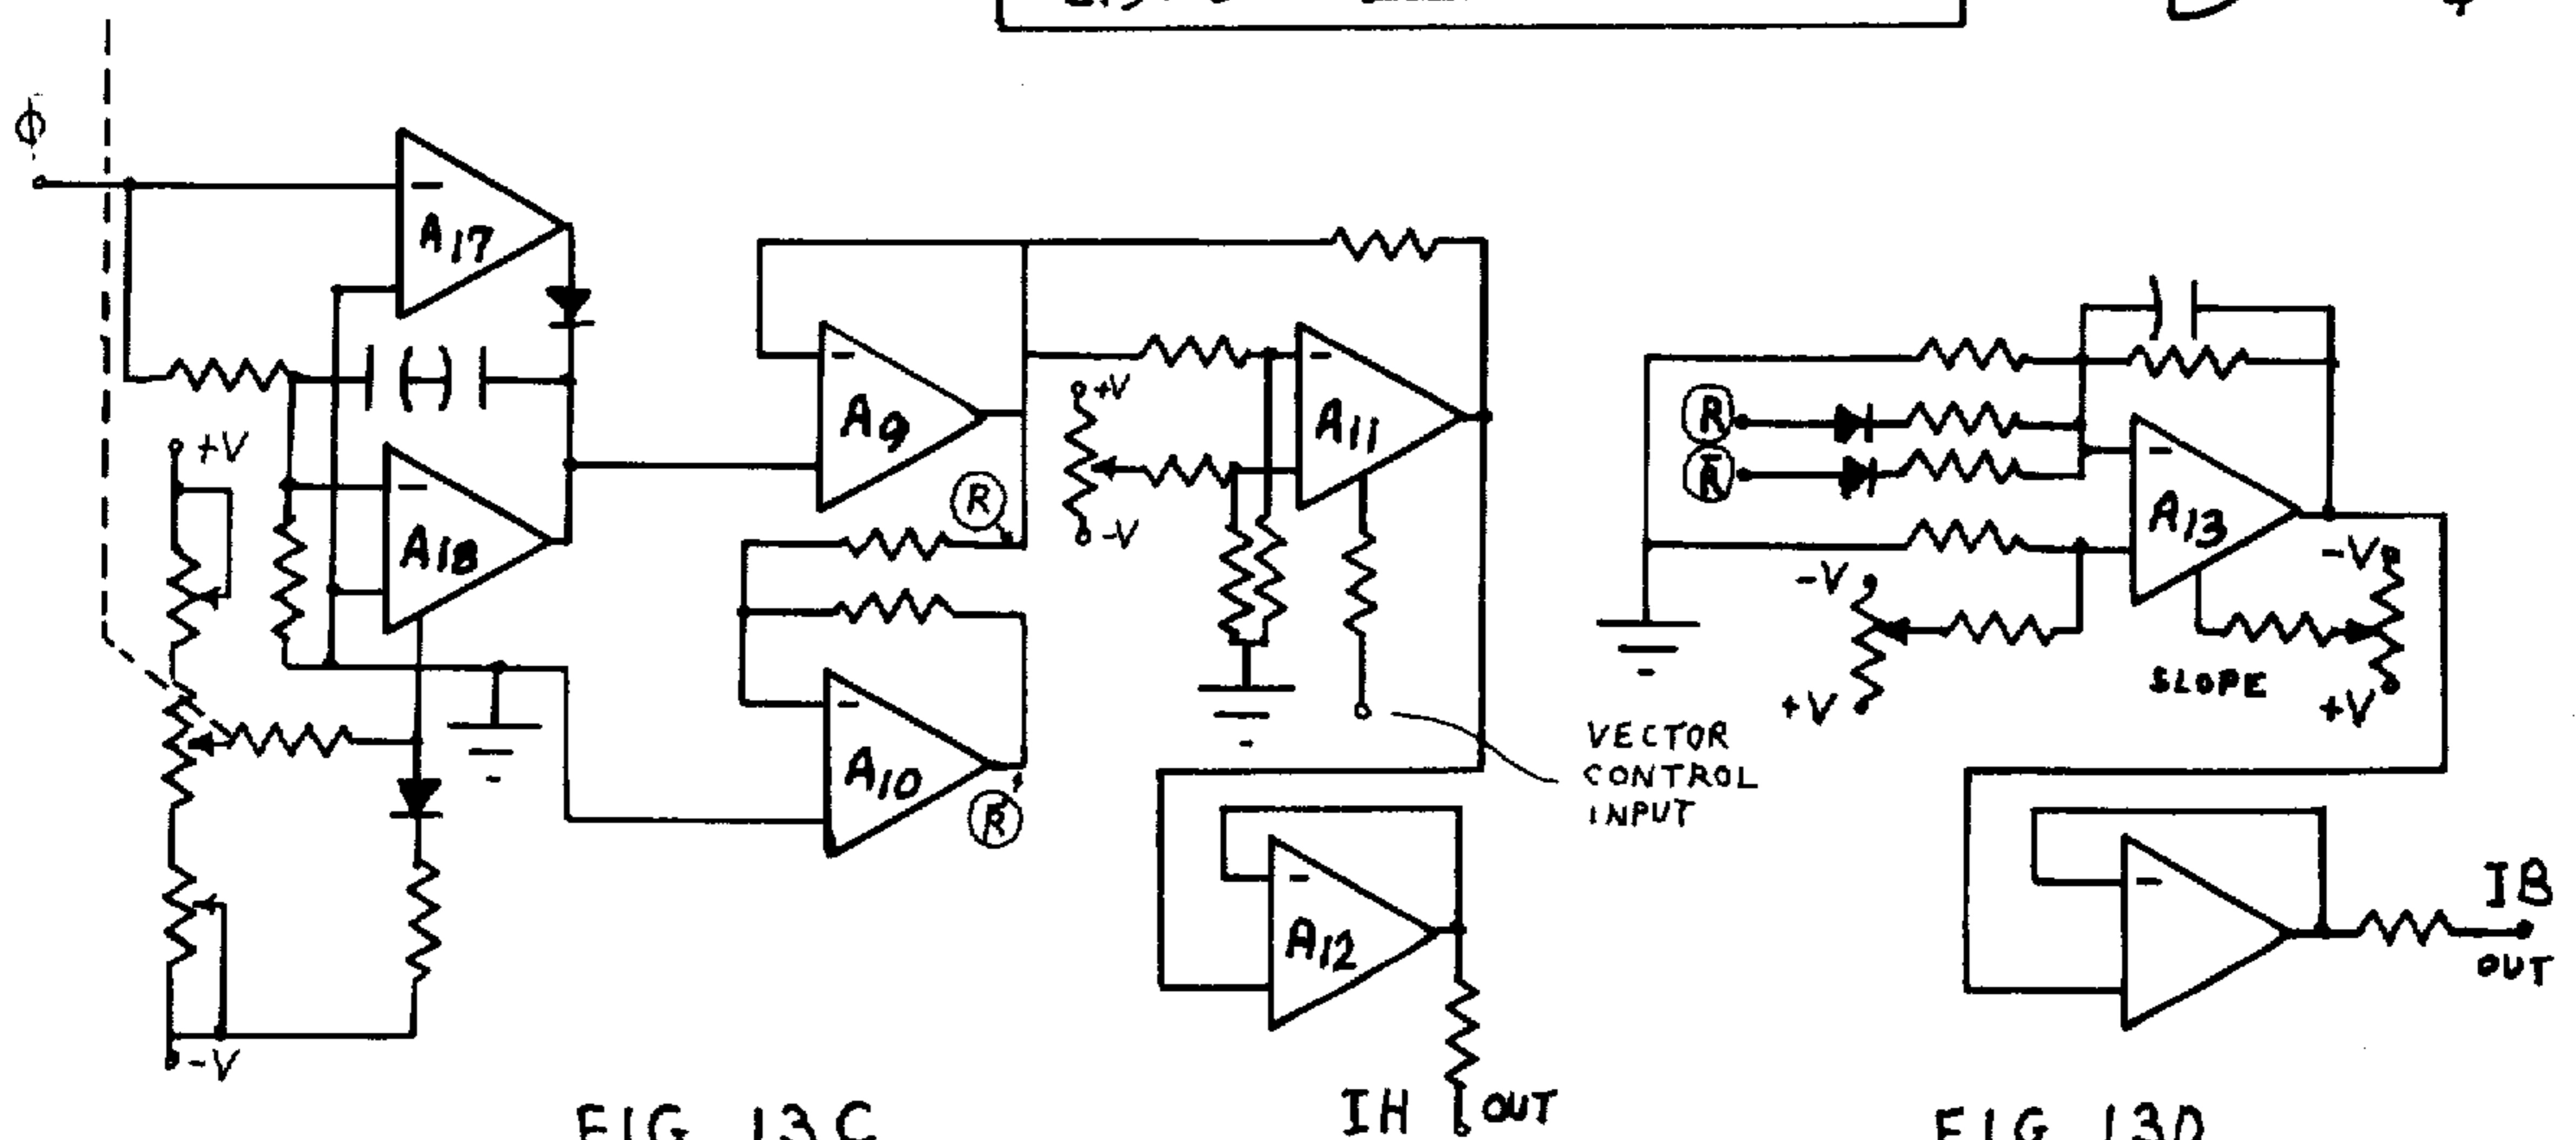 ϕ
A17
+V
A18
-V
A9
R
A10
R̄
+V
-V
A11
VECTOR
CONTROL
INPUT
A12
IH OUT
FIG 13C
R
R̄
-V
+V
A13
-V
SLOPE
+V
IB
OUT
FIG 13D